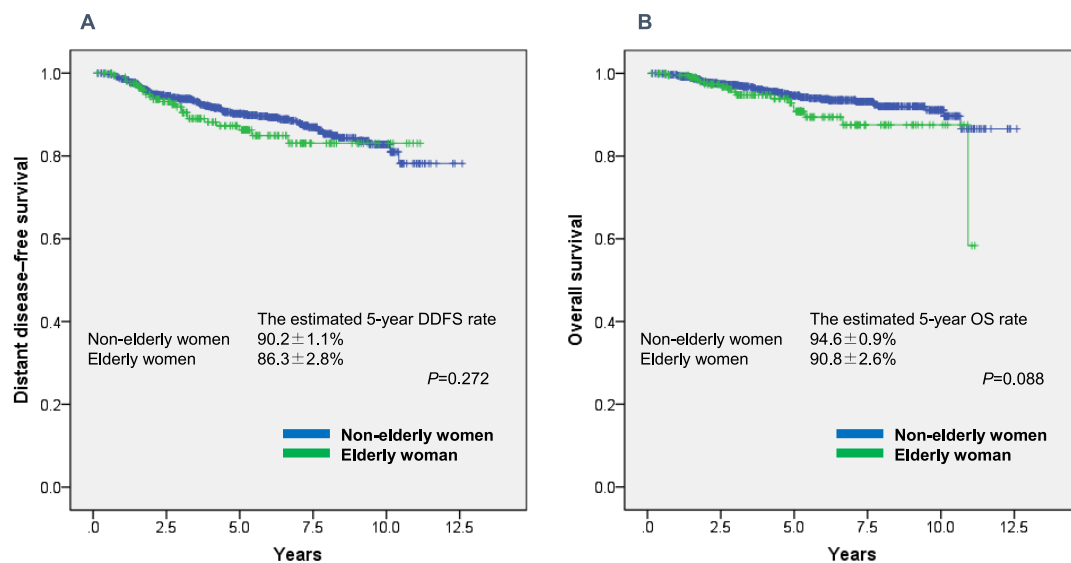 A
Distant disease–free survival
1.0
0.8
0.6
0.4
0.2
0.0
The estimated 5-year DDFS rate
Non-elderly women 90.2±1.1%
Elderly women 86.3±2.8%
P=0.272
Non-elderly women
Elderly woman
.0 2.5 5.0 7.5 10.0 12.5
Years
B
Overall survival
1.0
0.8
0.6
0.4
0.2
0.0
The estimated 5-year OS rate
Non-elderly women 94.6±0.9%
Elderly women 90.8±2.6%
P=0.088
Non-elderly women
Elderly woman
.0 2.5 5.0 7.5 10.0 12.5
Years